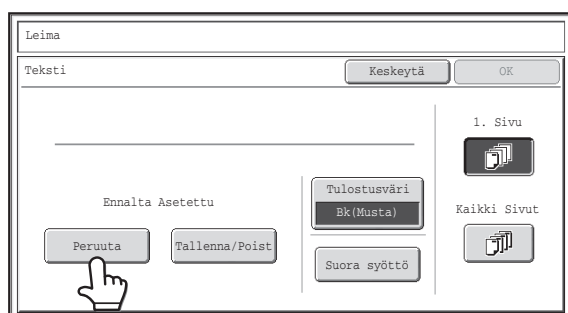 Leima
Teksti
Keskeytä
OK
1. Sivu
Ennalta Asetettu
Tulostusväri
Bk(Musta)
Kaikki Sivut
Peruuta
Tallenna/Poist
Suora syöttö